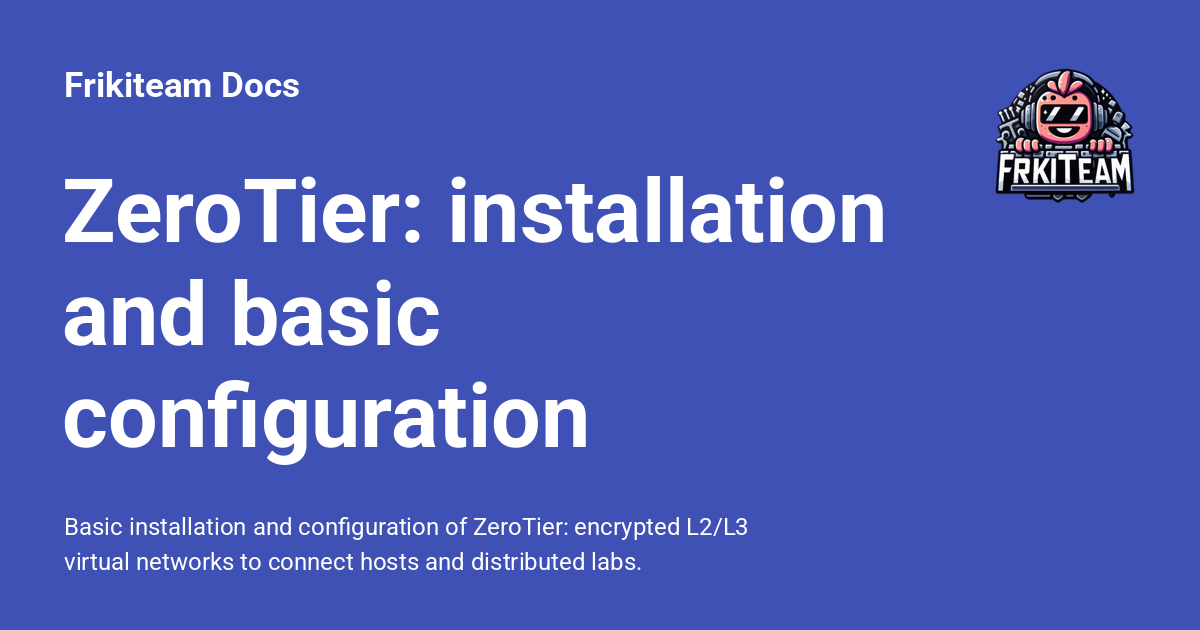 Frikiteam Docs
FRKITEAM
ZeroTier: installation
and basic
configuration
Basic installation and configuration of ZeroTier: encrypted L2/L3
virtual networks to connect hosts and distributed labs.